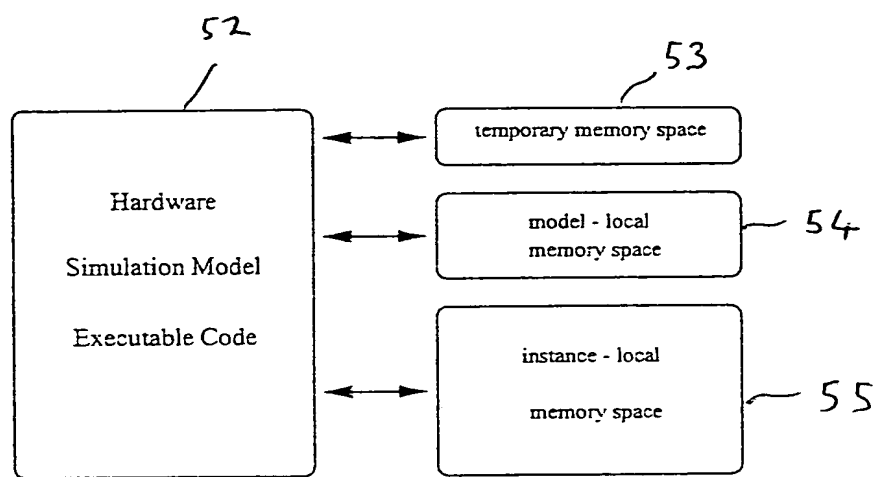 52
53
temporary memory space
Hardware
Simulation Model
Executable Code
model - local
memory space
54
instance - local
memory space
55